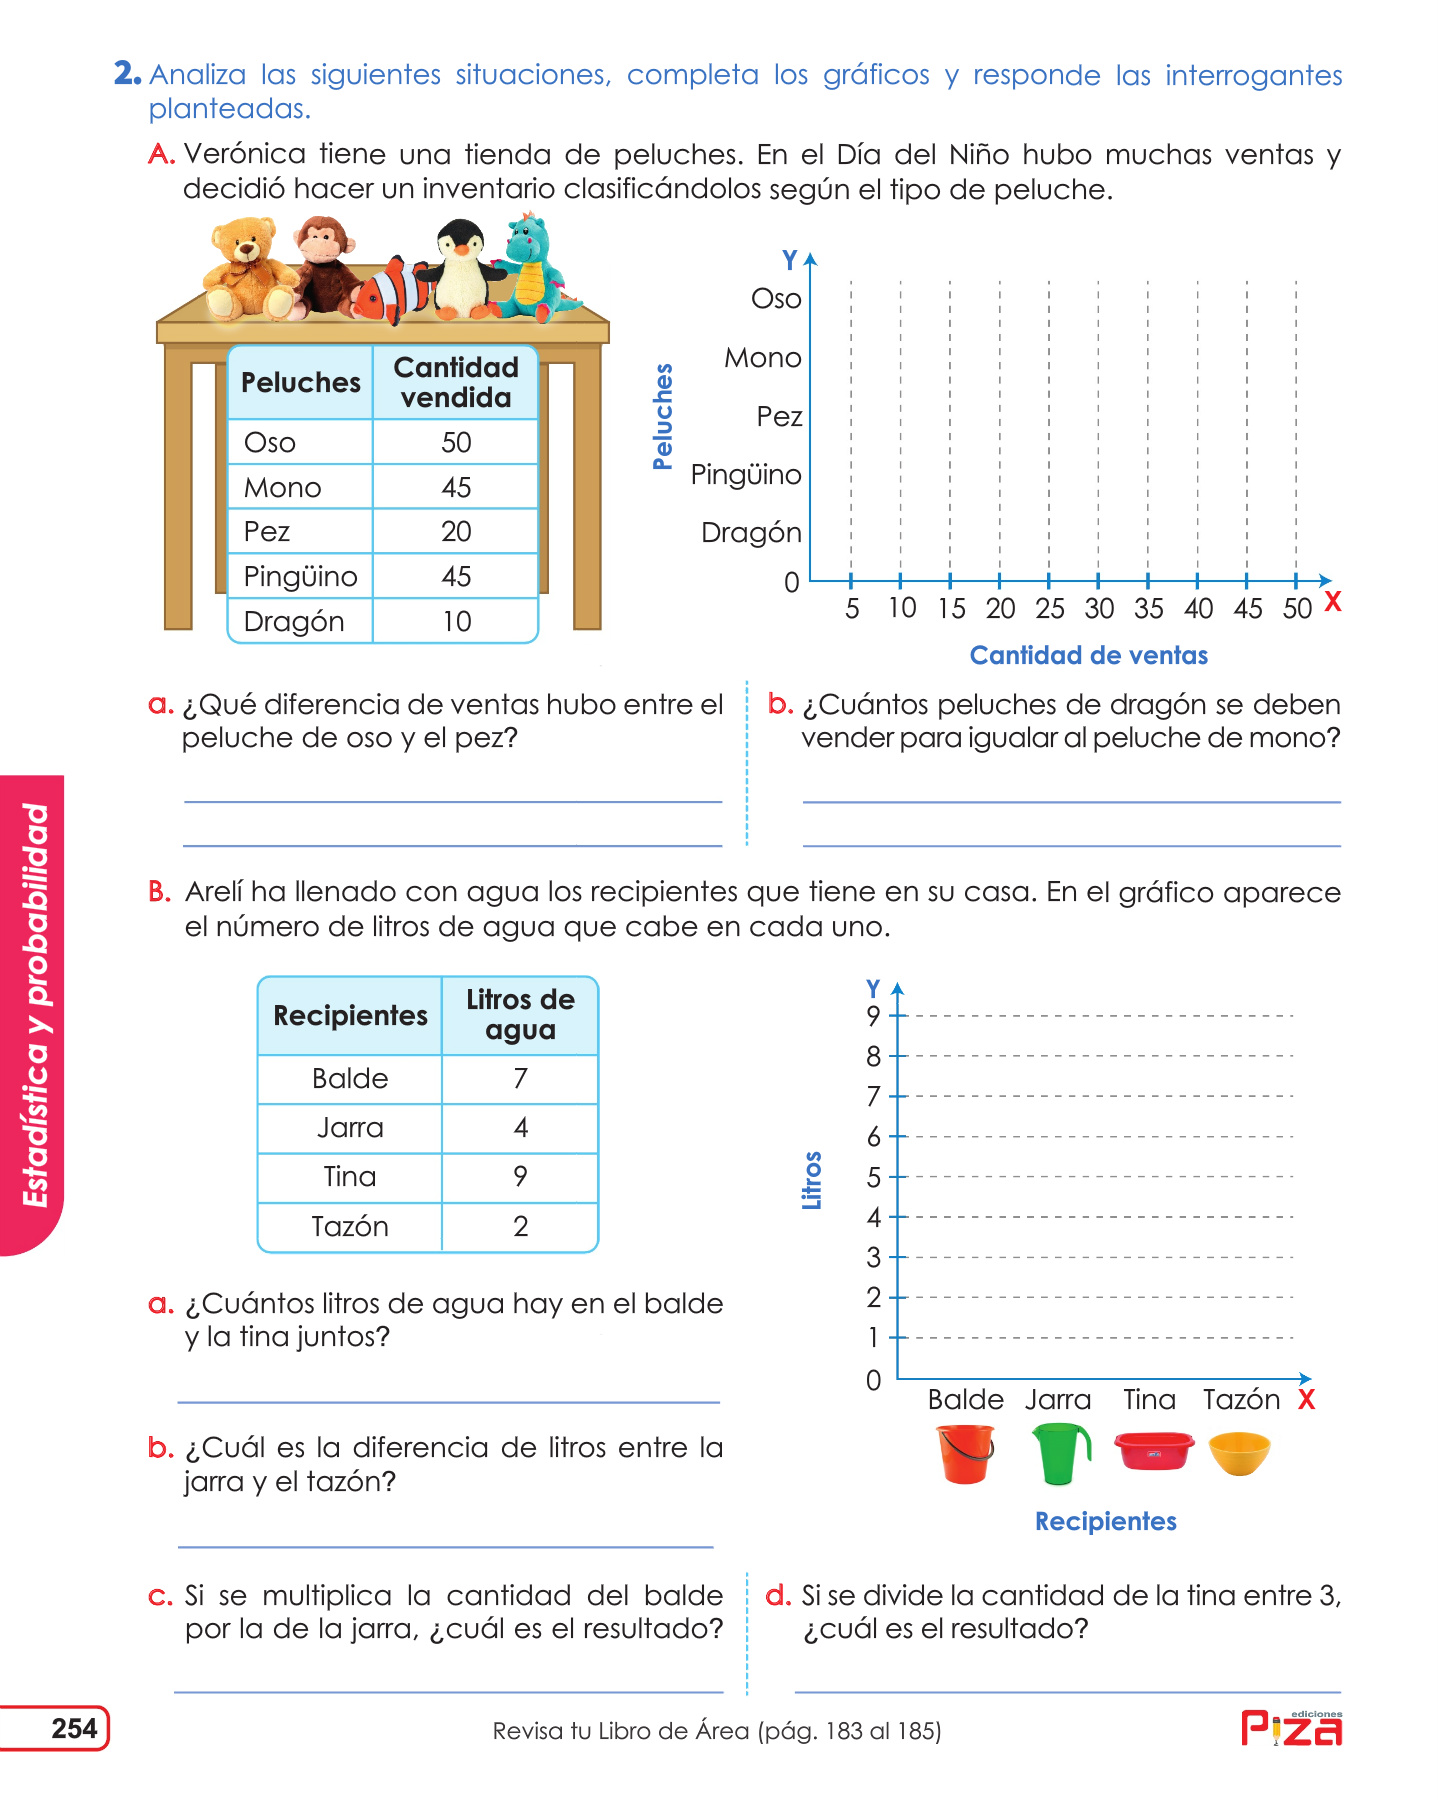 2. Analiza las siguientes situaciones, completa los gráficos y responde las interrogantes
planteadas.
A. Verónica tiene una tienda de peluches. En el Día del Niño hubo muchas ventas y
decidió hacer un inventario clasificándolos según el tipo de peluche.
Peluches Cantidad vendida
Oso 50
Mono 45
Pez 20
Pingüino 45
Dragón 10
Y
Oso
Mono
Pez
Pingüino
Dragón
0
Peluches
5 10 15 20 25 30 35 40 45 50 X
Cantidad de ventas
a. ¿Qué diferencia de ventas hubo entre el
peluche de oso y el pez?
b. ¿Cuántos peluches de dragón se deben
vender para igualar al peluche de mono?
Estadística y probabilidad
B. Arelí ha llenado con agua los recipientes que tiene en su casa. En el gráfico aparece
el número de litros de agua que cabe en cada uno.
Recipientes Litros de agua
Balde 7
Jarra 4
Tina 9
Tazón 2
Y
9
8
7
6
5
4
3
2
1
0
Litros
Balde Jarra Tina Tazón X
Recipientes
a. ¿Cuántos litros de agua hay en el balde
y la tina juntos?
b. ¿Cuál es la diferencia de litros entre la
jarra y el tazón?
c. Si se multiplica la cantidad del balde
por la de la jarra, ¿cuál es el resultado?
d. Si se divide la cantidad de la tina entre 3,
¿cuál es el resultado?
254
Revisa tu Libro de Área (pág. 183 al 185)
ediciones
Piza